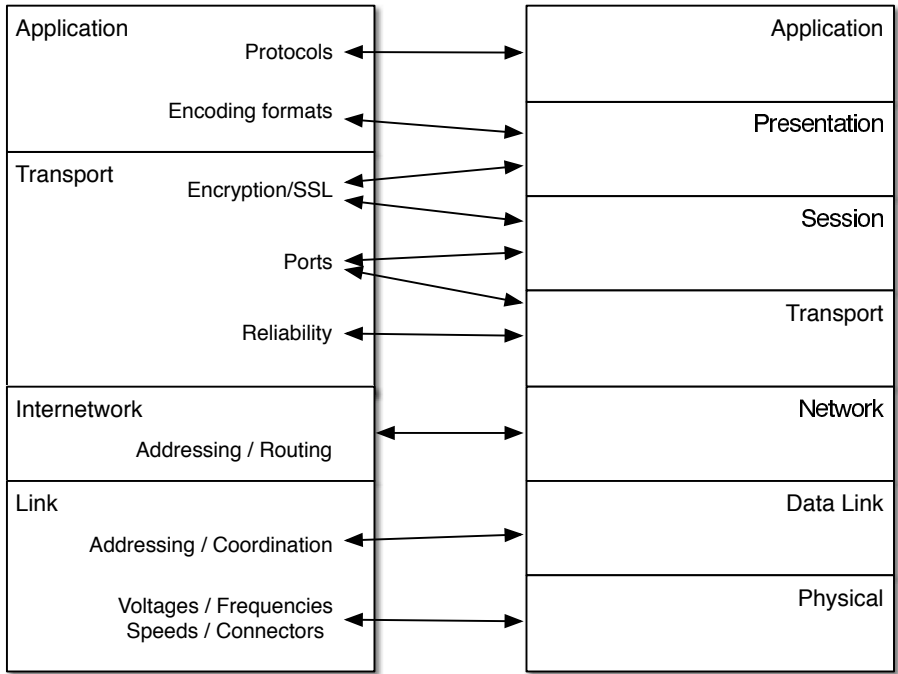 Application
Protocols
Encoding formats
Transport
Encryption/SSL
Ports
Reliability
Internetwork
Addressing / Routing
Link
Addressing / Coordination
Voltages / Frequencies
Speeds / Connectors
Application
Presentation
Session
Transport
Network
Data Link
Physical